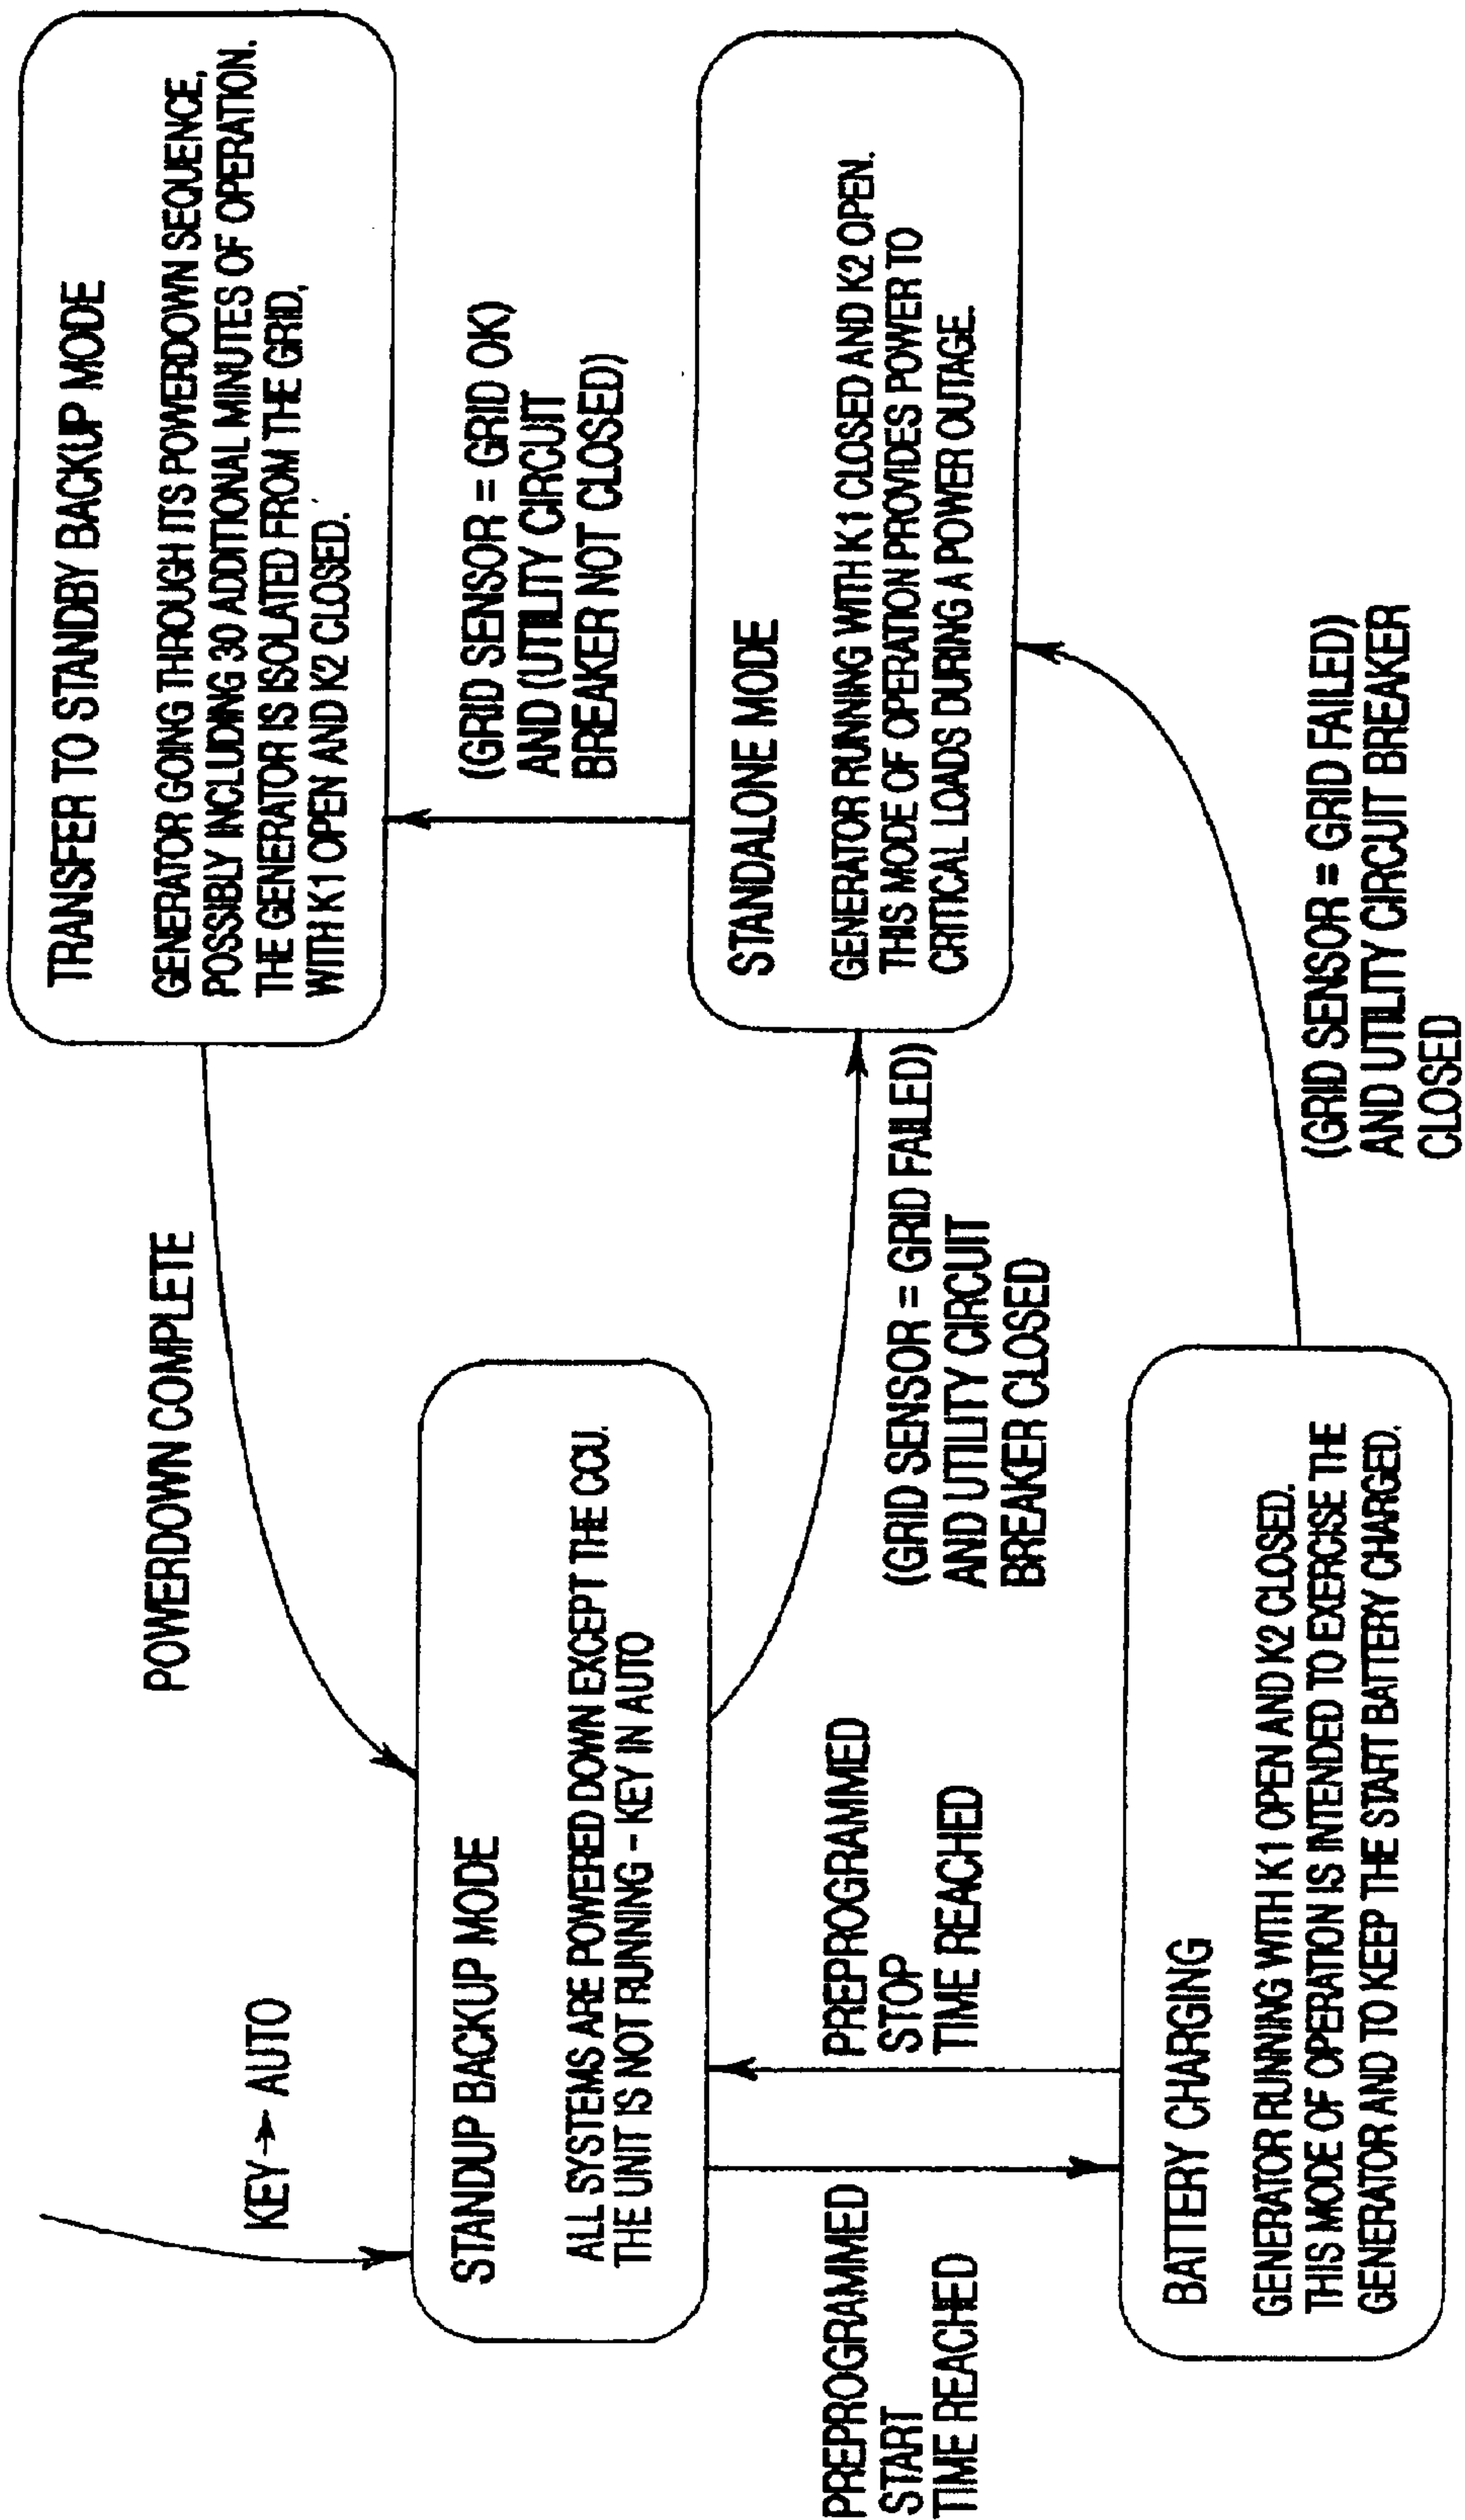 KEY → AUTO
POWERDOWN COMPLETE
TRANSFER TO STANDBY BACKUP MODE
GENERATOR GOING THROUGH ITS POWERDOWN SEQUENCE,
POSSIBLY INCLUDING 30 ADDITIONAL MINUTES OF OPERATION.
THE GENERATOR IS ISOLATED FROM THE GRID,
WITH K1 OPEN AND K2 CLOSED.
STANDUP BACKUP MODE
ALL SYSTEMS ARE POWERED DOWN EXCEPT THE CCU.
THE UNIT IS NOT RUNNING - KEY IN AUTO
(GRID SENSOR = GRID OK)
AND (UTILITY CIRCUIT
BREAKER NOT CLOSED)
STANDALONE MODE
GENERATOR RUNNING WITH K1 CLOSED AND K2 OPEN.
THIS MODE OF OPERATION PROVIDES POWER TO
CRITICAL LOADS DURING A POWER OUTAGE.
PREPROGRAMMED
START
TIME REACHED
PREPROGRAMMED
STOP
TIME REACHED
(GRID SENSOR = GRID FAILED)
AND UTILITY CIRCUIT
BREAKER CLOSED
BATTERY CHARGING
GENERATOR RUNNING WITH K1 OPEN AND K2 CLOSED.
THIS MODE OF OPERATION IS INTENDED TO EXERCISE THE
GENERATOR AND TO KEEP THE START BATTERY CHARGED.
(GRID SENSOR = GRID FAILED)
AND UTILITY CIRCUIT BREAKER
CLOSED